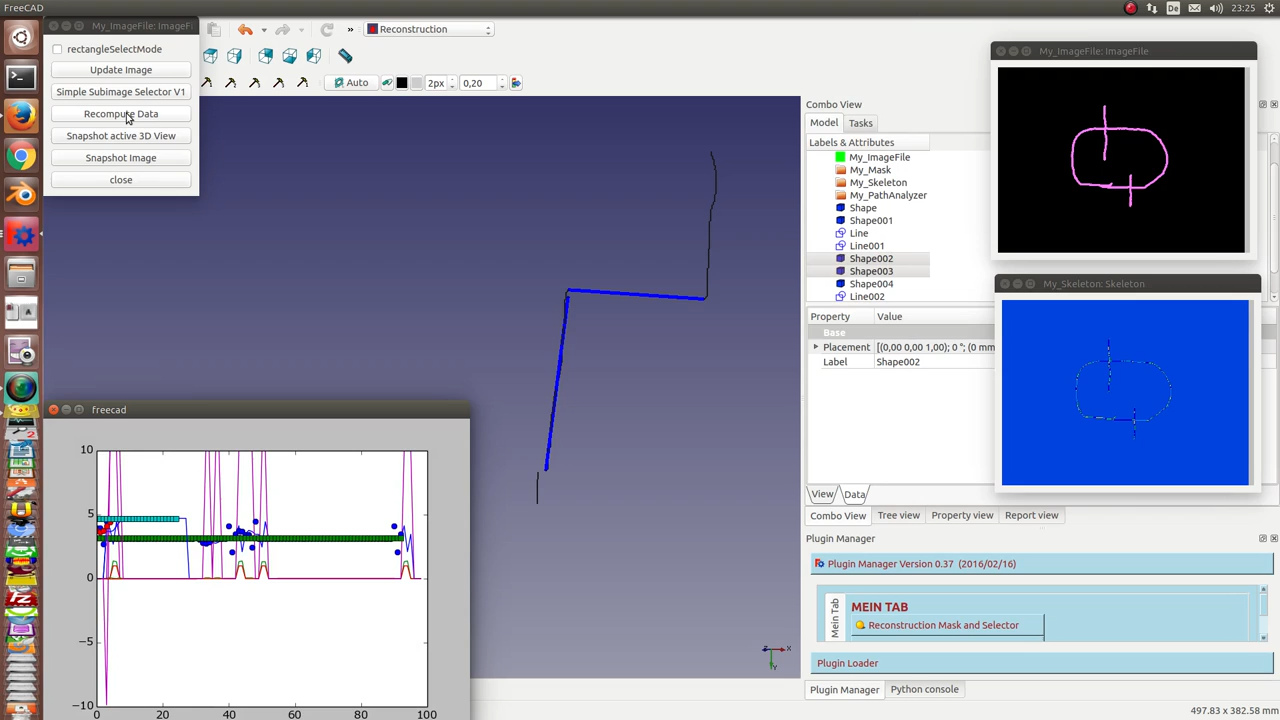 FreeCAD
De
23:25
My_ImageFile: ImageFi
rectangleSelectMode
Update Image
Simple Subimage Selector V1
Recompute Data
Snapshot active 3D View
Snapshot Image
close
»
Reconstruction
Auto
2px
0,20
My_ImageFile: ImageFile
Combo View
Model
Tasks
Labels & Attributes
My_ImageFile
My_Mask
My_Skeleton
My_PathAnalyzer
Shape
Shape001
Line
Line001
Shape002
Shape003
Shape004
Line002
My_Skeleton: Skeleton
Property
Value
Base
Placement
[(0,00 0,00 1,00); 0 °; (0 mm
Label
Shape002
View
Data
Combo View
Tree view
Property view
Report view
Plugin Manager
Plugin Manager Version 0.37 (2016/02/16)
Mein Tab
MEIN TAB
Reconstruction Mask and Selector
Plugin Loader
Plugin Manager
Python console
497.83 x 382.58 mm
freecad
10
5
0
−5
−10
0
20
40
60
80
100
X
Y